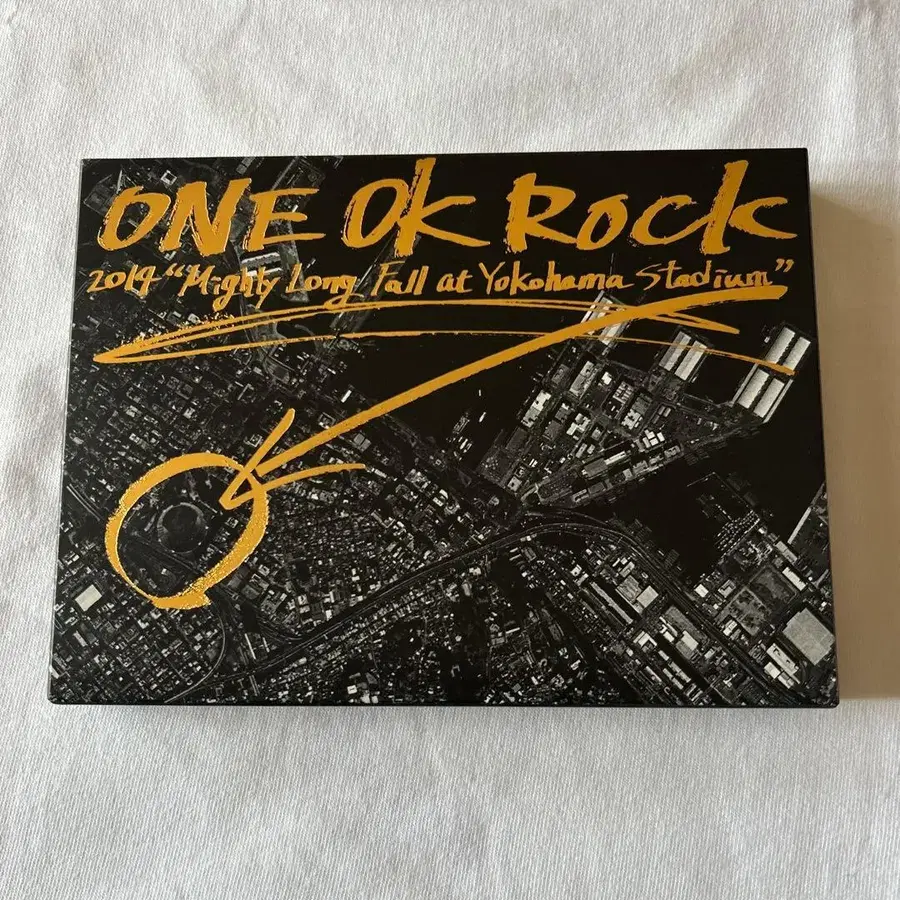 ONE OK ROCK
2014 “Mighty Long Fall at Yokohama Stadium”